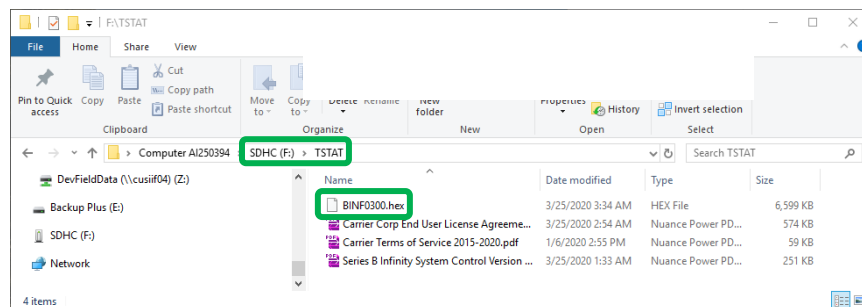 F:\TSTAT
File Home Share View
Pin to Quick access
Copy
Paste
Cut
Copy path
Paste shortcut
Move to
Copy to
Delete
Rename
New folder
Properties
History
Invert selection
Clipboard Organize New Open Select
Computer AI250394 SDHC (F:) TSTAT
Search TSTAT
DevFieldData (\\cusiif04) (Z:)
Backup Plus (E:)
SDHC (F:)
Network
Name Date modified Type Size
BINF0300.hex 3/25/2020 3:34 AM HEX File 6,599 KB
Carrier Corp End User License Agreeme... 3/25/2020 2:54 AM Nuance Power PD... 574 KB
Carrier Terms of Service 2015-2020.pdf 1/6/2020 2:55 PM Nuance Power PD... 59 KB
Series B Infinity System Control Version ... 3/25/2020 1:33 AM Nuance Power PD... 251 KB
4 items